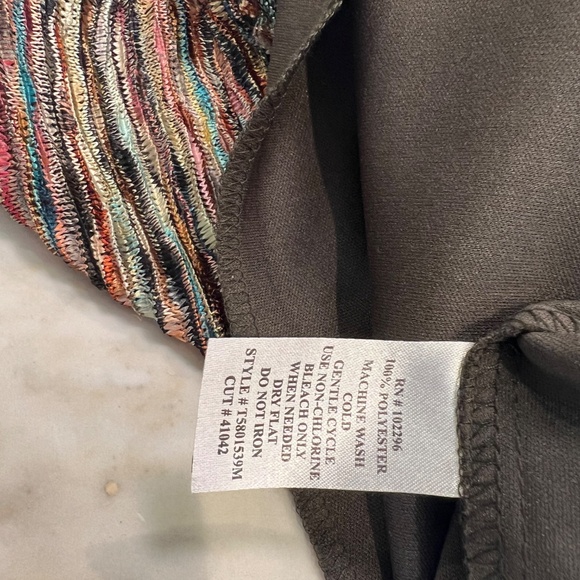 RN # 102296
100% POLYESTER
MACHINE WASH
COLD
GENTLE CYCLE
USE NON-CHLORINE
BLEACH ONLY
WHEN NEEDED
DRY FLAT
DO NOT IRON
STYLE # T5801539M
CUT # 41042